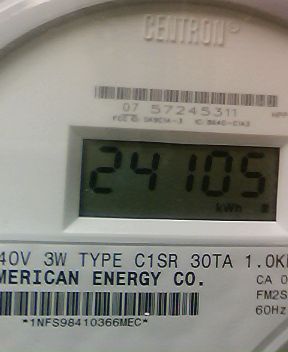 CENTRON®
07 57245311
24105
kWh
40V 3W TYPE C1SR 30TA 1.0K
MERICAN ENERGY CO.
CA 0
FM2S
60Hz
*1NFS98410366MEC*